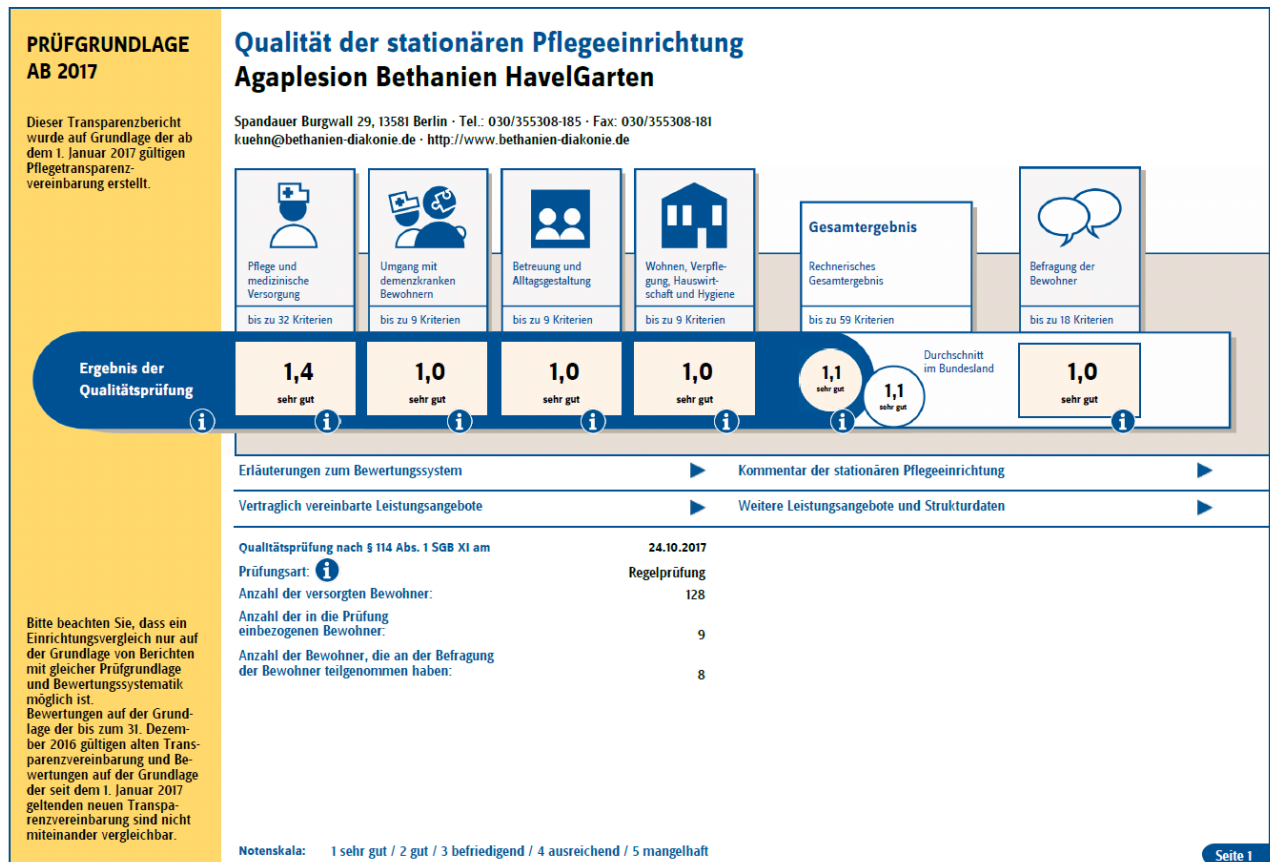 PRÜFGRUNDLAGE
AB 2017
Dieser Transparenzbericht
wurde auf Grundlage der ab
dem 1. Januar 2017 gültigen
Pflegetransparenz-
vereinbarung erstellt.
Qualität der stationären Pflegeeinrichtung
Agaplesion Bethanien HavelGarten
Spandauer Burgwall 29, 13581 Berlin · Tel.: 030/355308-185 · Fax: 030/355308-181
kuehn@bethanien-diakonie.de · http://www.bethanien-diakonie.de
Pflege und
medizinische
Versorgung
bis zu 32 Kriterien
Umgang mit
demenzkranken
Bewohnern
bis zu 9 Kriterien
Betreuung und
Alltagsgestaltung
bis zu 9 Kriterien
Wohnen, Verpfle-
gung, Hauswirt-
schaft und Hygiene
bis zu 9 Kriterien
Gesamtergebnis
Rechnerisches
Gesamtergebnis
bis zu 59 Kriterien
Befragung der
Bewohner
bis zu 18 Kriterien
Ergebnis der
Qualitätsprüfung
1,4
sehr gut
1,0
sehr gut
1,0
sehr gut
1,0
sehr gut
1,1
sehr gut
1,1
sehr gut
Durchschnitt
im Bundesland
1,0
sehr gut
Erläuterungen zum Bewertungssystem
Kommentar der stationären Pflegeeinrichtung
Vertraglich vereinbarte Leistungsangebote
Weitere Leistungsangebote und Strukturdaten
Qualitätsprüfung nach § 114 Abs. 1 SGB XI am 24.10.2017
Prüfungsart: Regelprüfung
Anzahl der versorgten Bewohner: 128
Anzahl der in die Prüfung
einbezogenen Bewohner: 9
Anzahl der Bewohner, die an der Befragung
der Bewohner teilgenommen haben: 8
Bitte beachten Sie, dass ein
Einrichtungsvergleich nur auf
der Grundlage von Berichten
mit gleicher Prüfgrundlage
und Bewertungssystematik
möglich ist.
Bewertungen auf der Grund-
lage der bis zum 31. Dezem-
ber 2016 gültigen alten Trans-
parenzvereinbarung und Be-
wertungen auf der Grundlage
der seit dem 1. Januar 2017
geltenden neuen Transpa-
renzvereinbarung sind nicht
miteinander vergleichbar.
Notenskala: 1 sehr gut / 2 gut / 3 befriedigend / 4 ausreichend / 5 mangelhaft
Seite 1